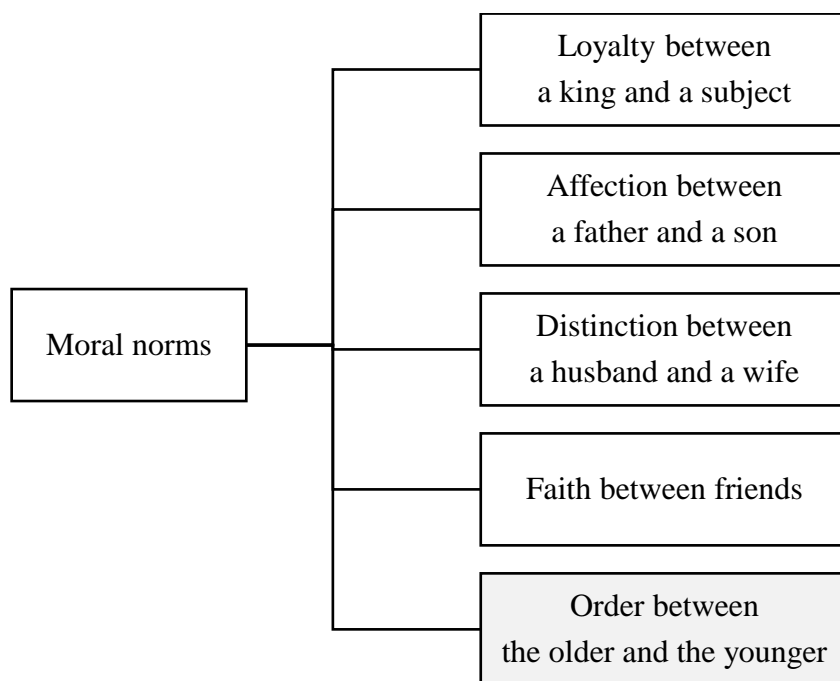 Loyalty between
a king and a subject
Affection between
a father and a son
Moral norms
Distinction between
a husband and a wife
Faith between friends
Order between
the older and the younger